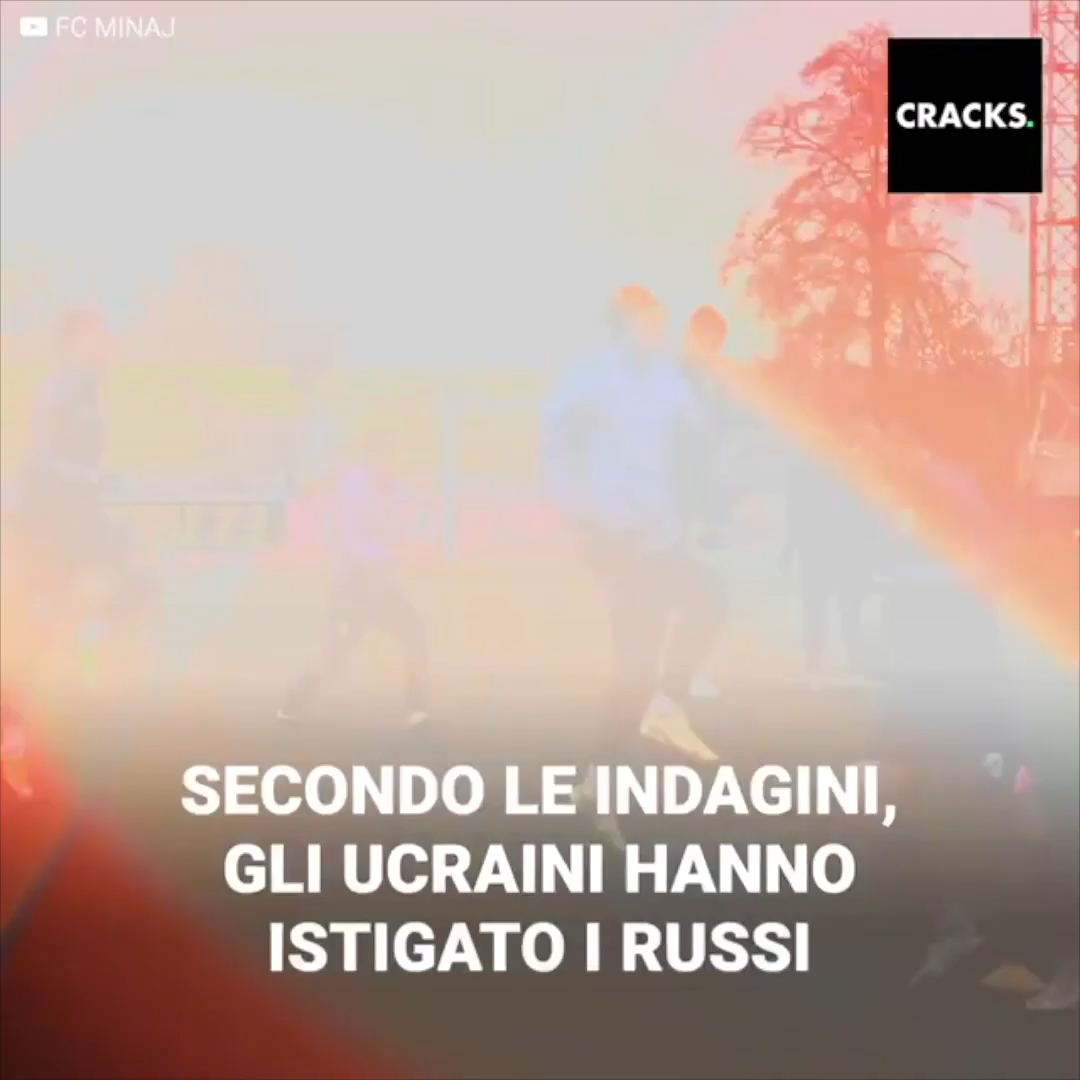 FC MINAJ
CRACKS.
SECONDO LE INDAGINI,
GLI UCRAINI HANNO
ISTIGATO I RUSSI